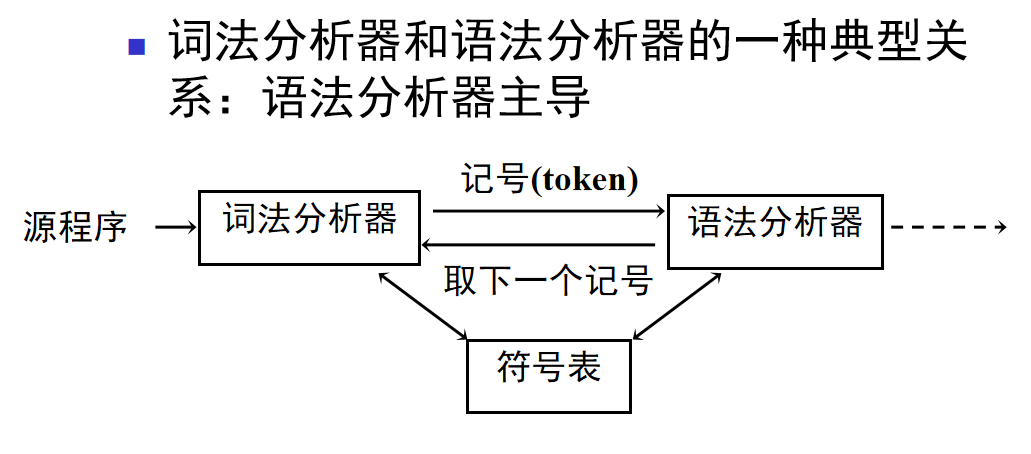 词法分析器和语法分析器的一种典型关
系：语法分析器主导
记号(token)
源程序
词法分析器
语法分析器
取下一个记号
符号表